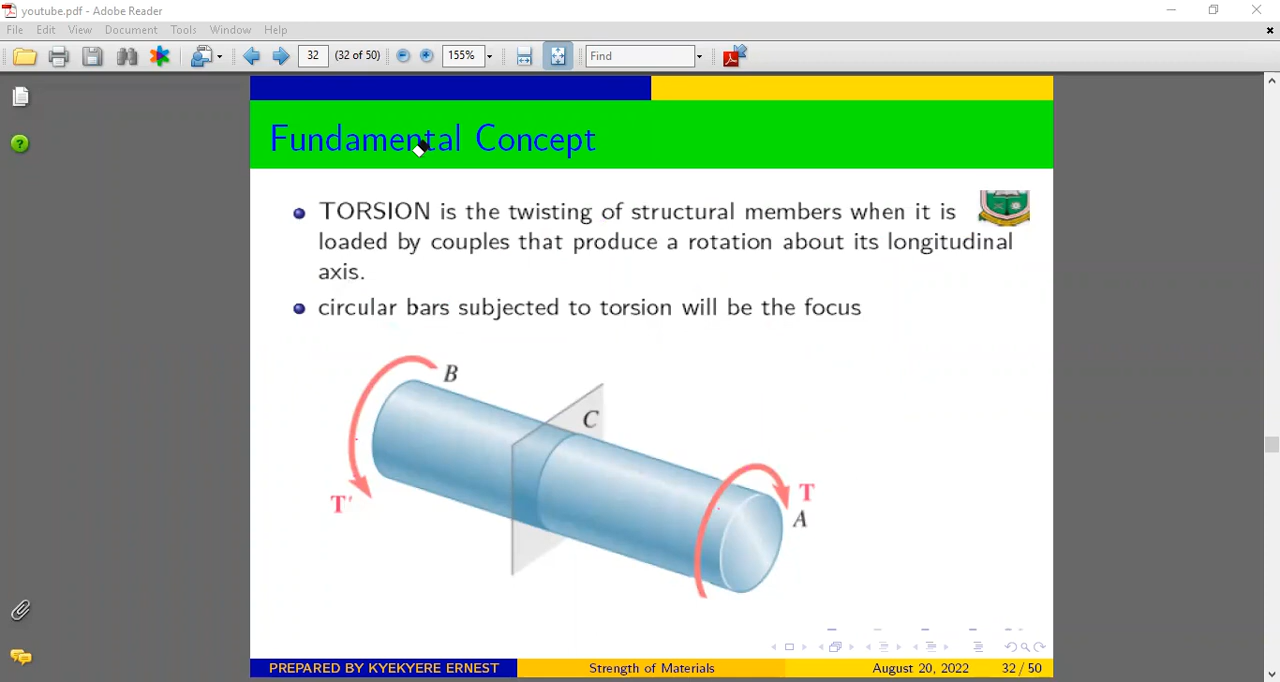 youtube.pdf - Adobe Reader
File Edit View Document Tools Window Help
32 (32 of 50) 155% Find
Fundamental Concept
TORSION is the twisting of structural members when it is
loaded by couples that produce a rotation about its longitudinal
axis.
circular bars subjected to torsion will be the focus
B
C
T'
T
A
PREPARED BY KYEKYERE ERNEST Strength of Materials August 20, 2022 32 / 50